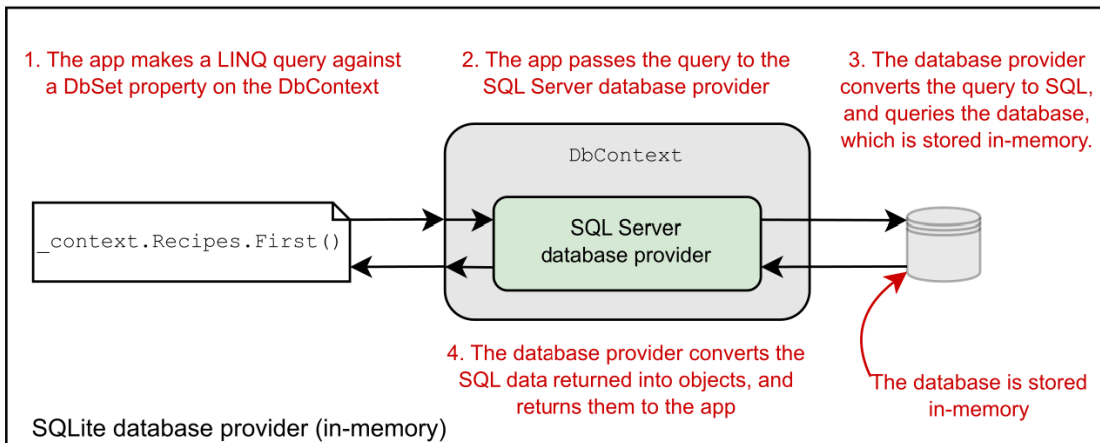 1. The app makes a LINQ query against
a DbSet property on the DbContext
2. The app passes the query to the
SQL Server database provider
3. The database provider
converts the query to SQL,
and queries the database,
which is stored in-memory.
DbContext
_context.Recipes.First()
SQL Server
database provider
4. The database provider converts the
SQL data returned into objects, and
returns them to the app
The database is stored
in-memory
SQLite database provider (in-memory)